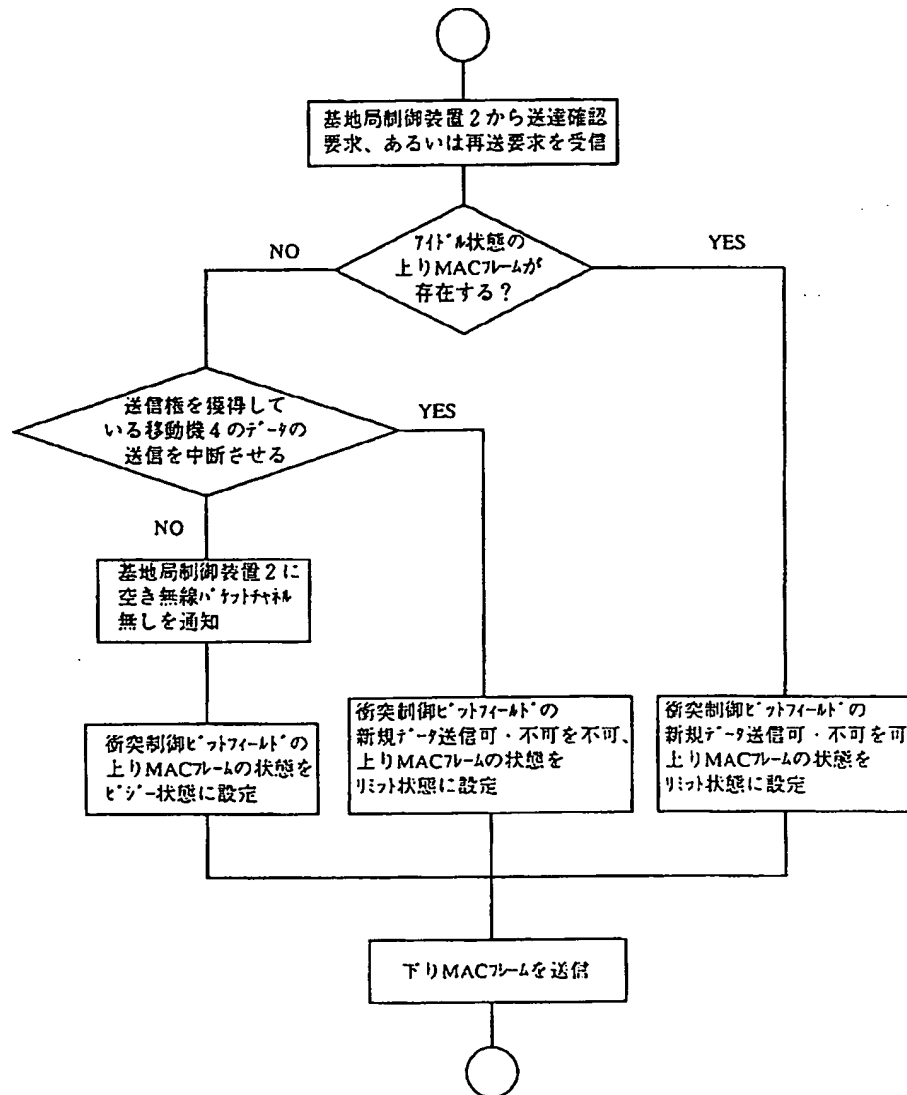 基地局制御装置2から送達確認
要求、あるいは再送要求を受信
ｱｲﾄﾞﾙ状態の
上りMACﾌﾚｰﾑが
存在する？
NO
YES
送信権を獲得して
いる移動機4のﾃﾞｰﾀの
送信を中断させる
YES
NO
基地局制御装置2に
空き無線ﾊﾟｹｯﾄﾁｬﾈﾙ
無しを通知
衝突制御ﾋﾞｯﾄﾌｨｰﾙﾄﾞの
上りMACﾌﾚｰﾑの状態を
ﾋﾞｼﾞｰ状態に設定
衝突制御ﾋﾞｯﾄﾌｨｰﾙﾄﾞの
新規ﾃﾞｰﾀ送信可・不可を不可、
上りMACﾌﾚｰﾑの状態を
ﾘﾐｯﾄ状態に設定
衝突制御ﾋﾞｯﾄﾌｨｰﾙﾄﾞの
新規ﾃﾞｰﾀ送信可・不可を可
上りMACﾌﾚｰﾑの状態を
ﾘﾐｯﾄ状態に設定
下りMACﾌﾚｰﾑを送信